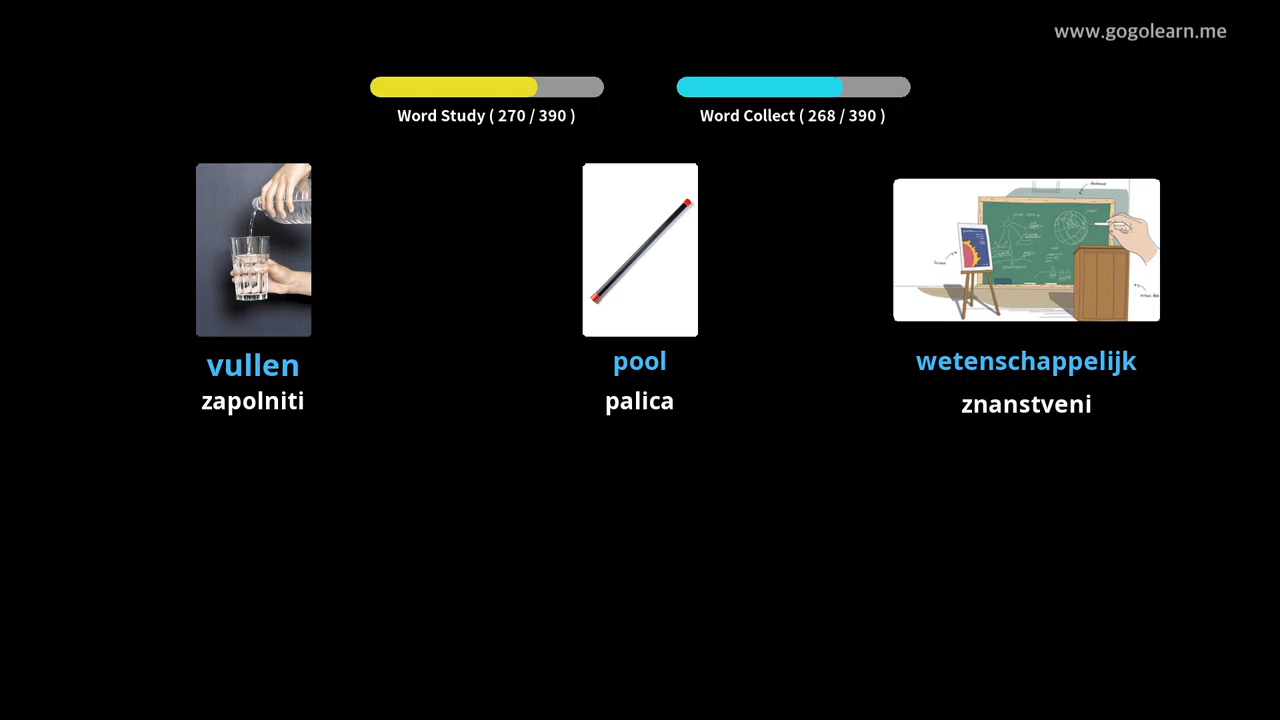 www.gogolearn.me
Word Study ( 270 / 390 )
Word Collect ( 268 / 390 )
vullen
zapolniti
pool
palica
wetenschappelijk
znanstveni